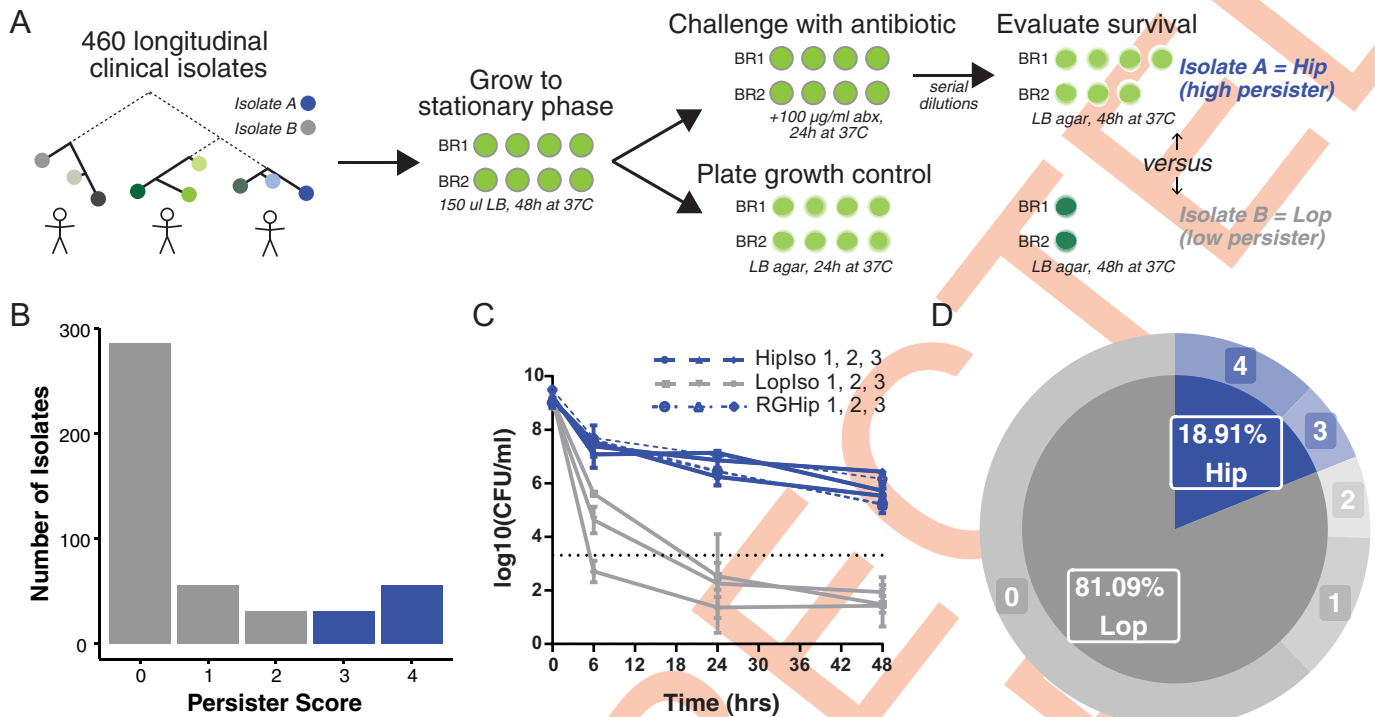 A
460 longitudinal
clinical isolates
Isolate A
Isolate B
Grow to
stationary phase
BR1
BR2
150 ul LB, 48h at 37C
Challenge with antibiotic
BR1
BR2
+100 µg/ml abx,
24h at 37C
serial
dilutions
Plate growth control
BR1
BR2
LB agar, 24h at 37C
Evaluate survival
BR1
BR2
LB agar, 48h at 37C
Isolate A = Hip
(high persister)
versus
BR1
BR2
LB agar, 48h at 37C
Isolate B = Lop
(low persister)
B
Number of Isolates
300
200
100
0
0 1 2 3 4
Persister Score
C
HipIso 1, 2, 3
LopIso 1, 2, 3
RGHip 1, 2, 3
log10(CFU/ml)
10
8
6
4
2
0
0 6 12 18 24 30 36 42 48
Time (hrs)
D
4
3
2
1
0
18.91%
Hip
81.09%
Lop